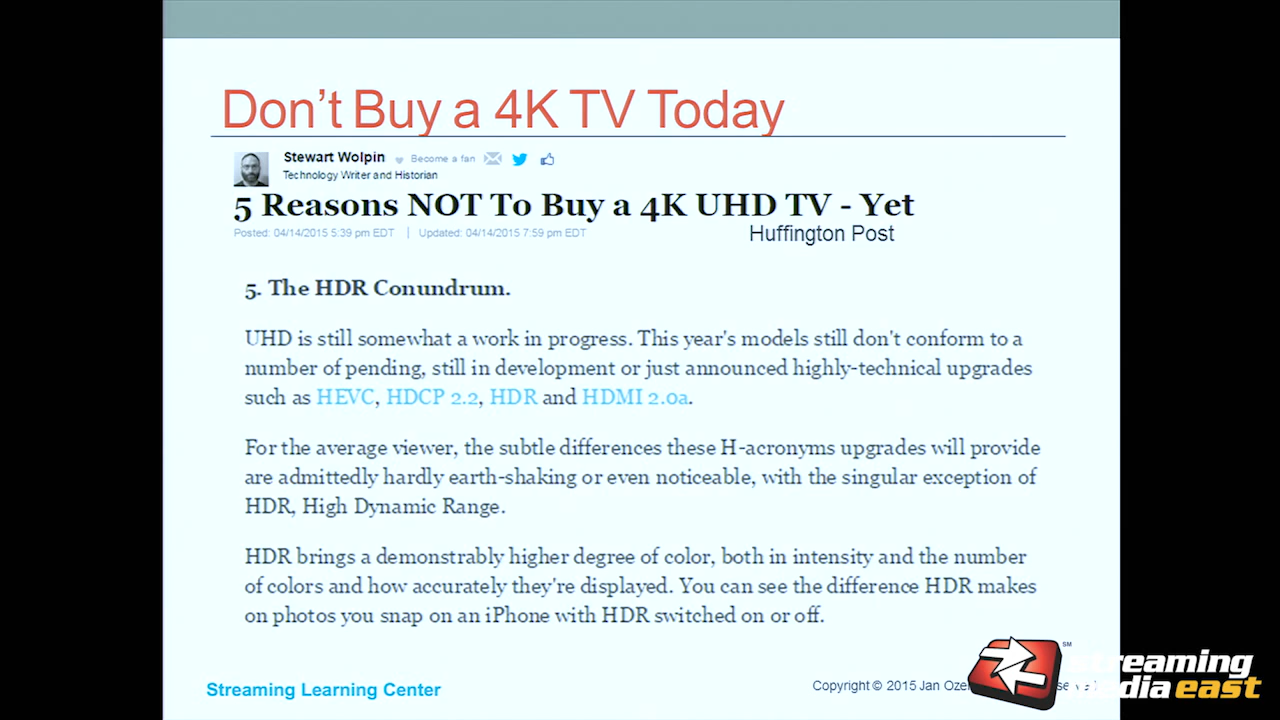 Don't Buy a 4K TV Today
Stewart Wolpin Become a fan
Technology Writer and Historian
5 Reasons NOT To Buy a 4K UHD TV - Yet
Posted: 04/14/2015 5:39 pm EDT | Updated: 04/14/2015 7:59 pm EDT
Huffington Post
5. The HDR Conundrum.
UHD is still somewhat a work in progress. This year's models still don't conform to a
number of pending, still in development or just announced highly-technical upgrades
such as HEVC, HDCP 2.2, HDR and HDMI 2.0a.
For the average viewer, the subtle differences these H-acronyms upgrades will provide
are admittedly hardly earth-shaking or even noticeable, with the singular exception of
HDR, High Dynamic Range.
HDR brings a demonstrably higher degree of color, both in intensity and the number
of colors and how accurately they're displayed. You can see the difference HDR makes
on photos you snap on an iPhone with HDR switched on or off.
Streaming Learning Center
Copyright © 2015 Jan
SM
streaming
media east